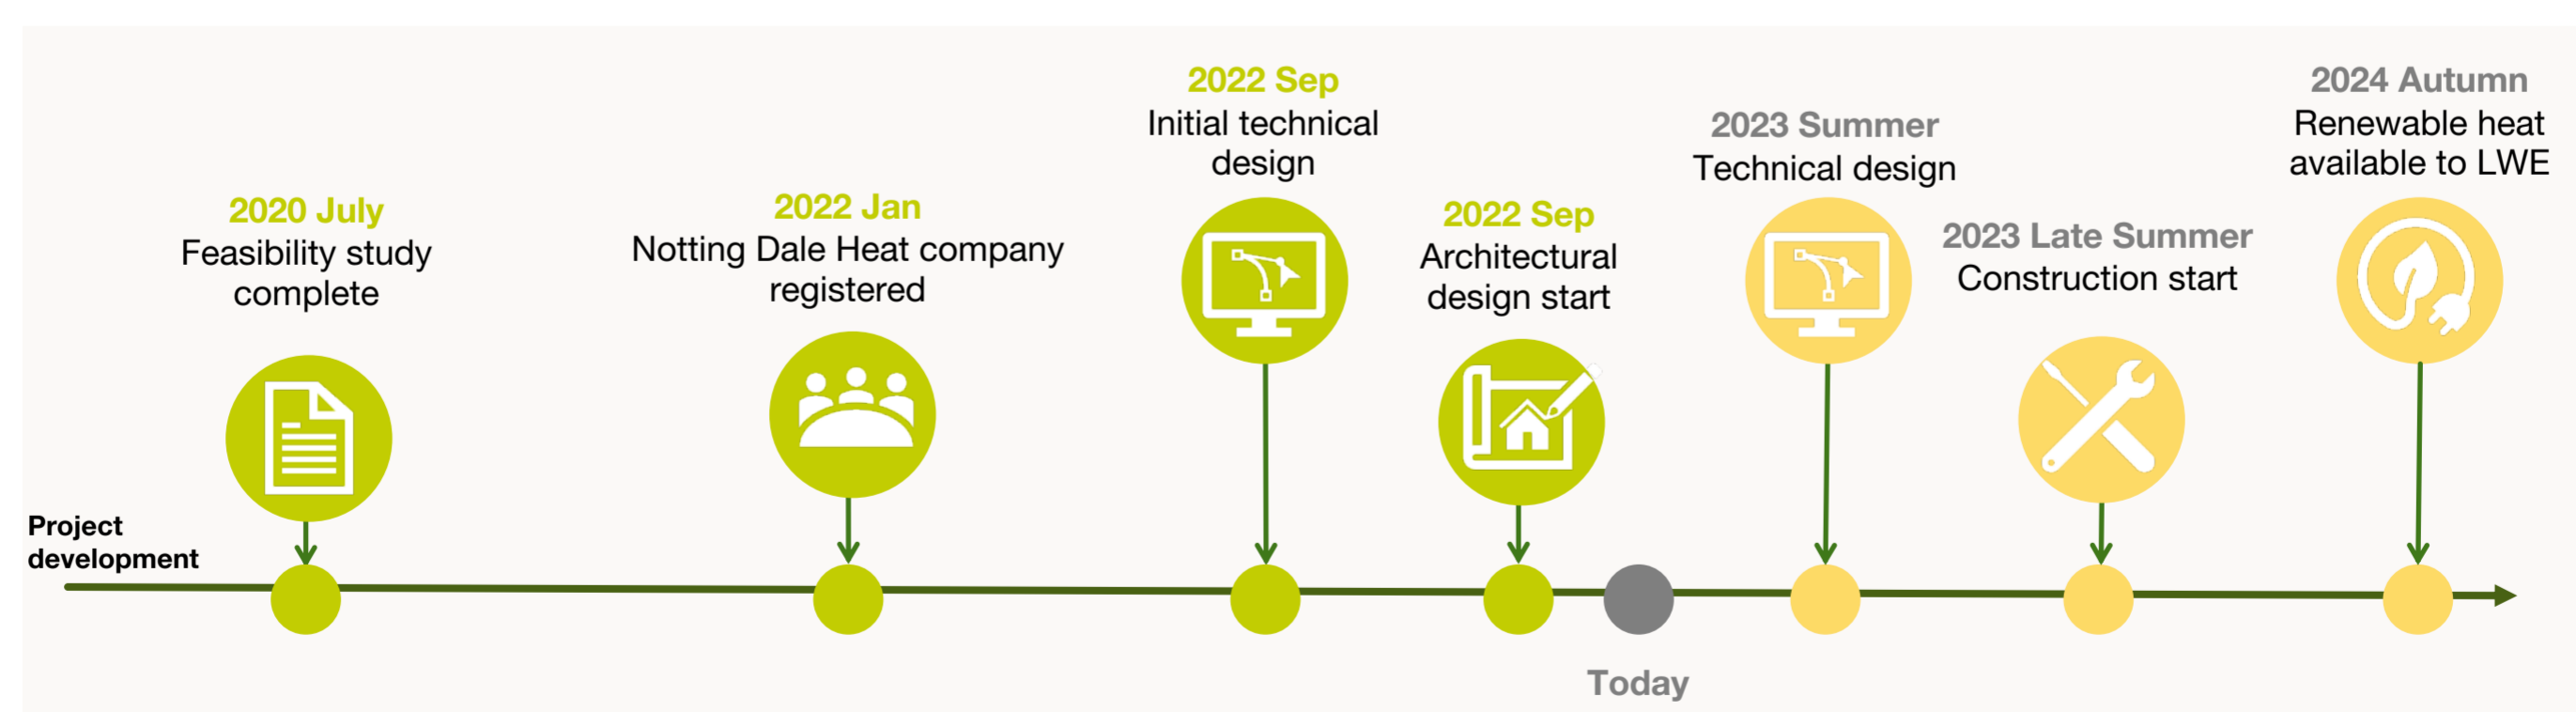 2020 July
Feasibility study
complete
2022 Jan
Notting Dale Heat company
registered
2022 Sep
Initial technical
design
2022 Sep
Architectural
design start
2023 Summer
Technical design
2023 Late Summer
Construction start
2024 Autumn
Renewable heat
available to LWE
Project
development
Today